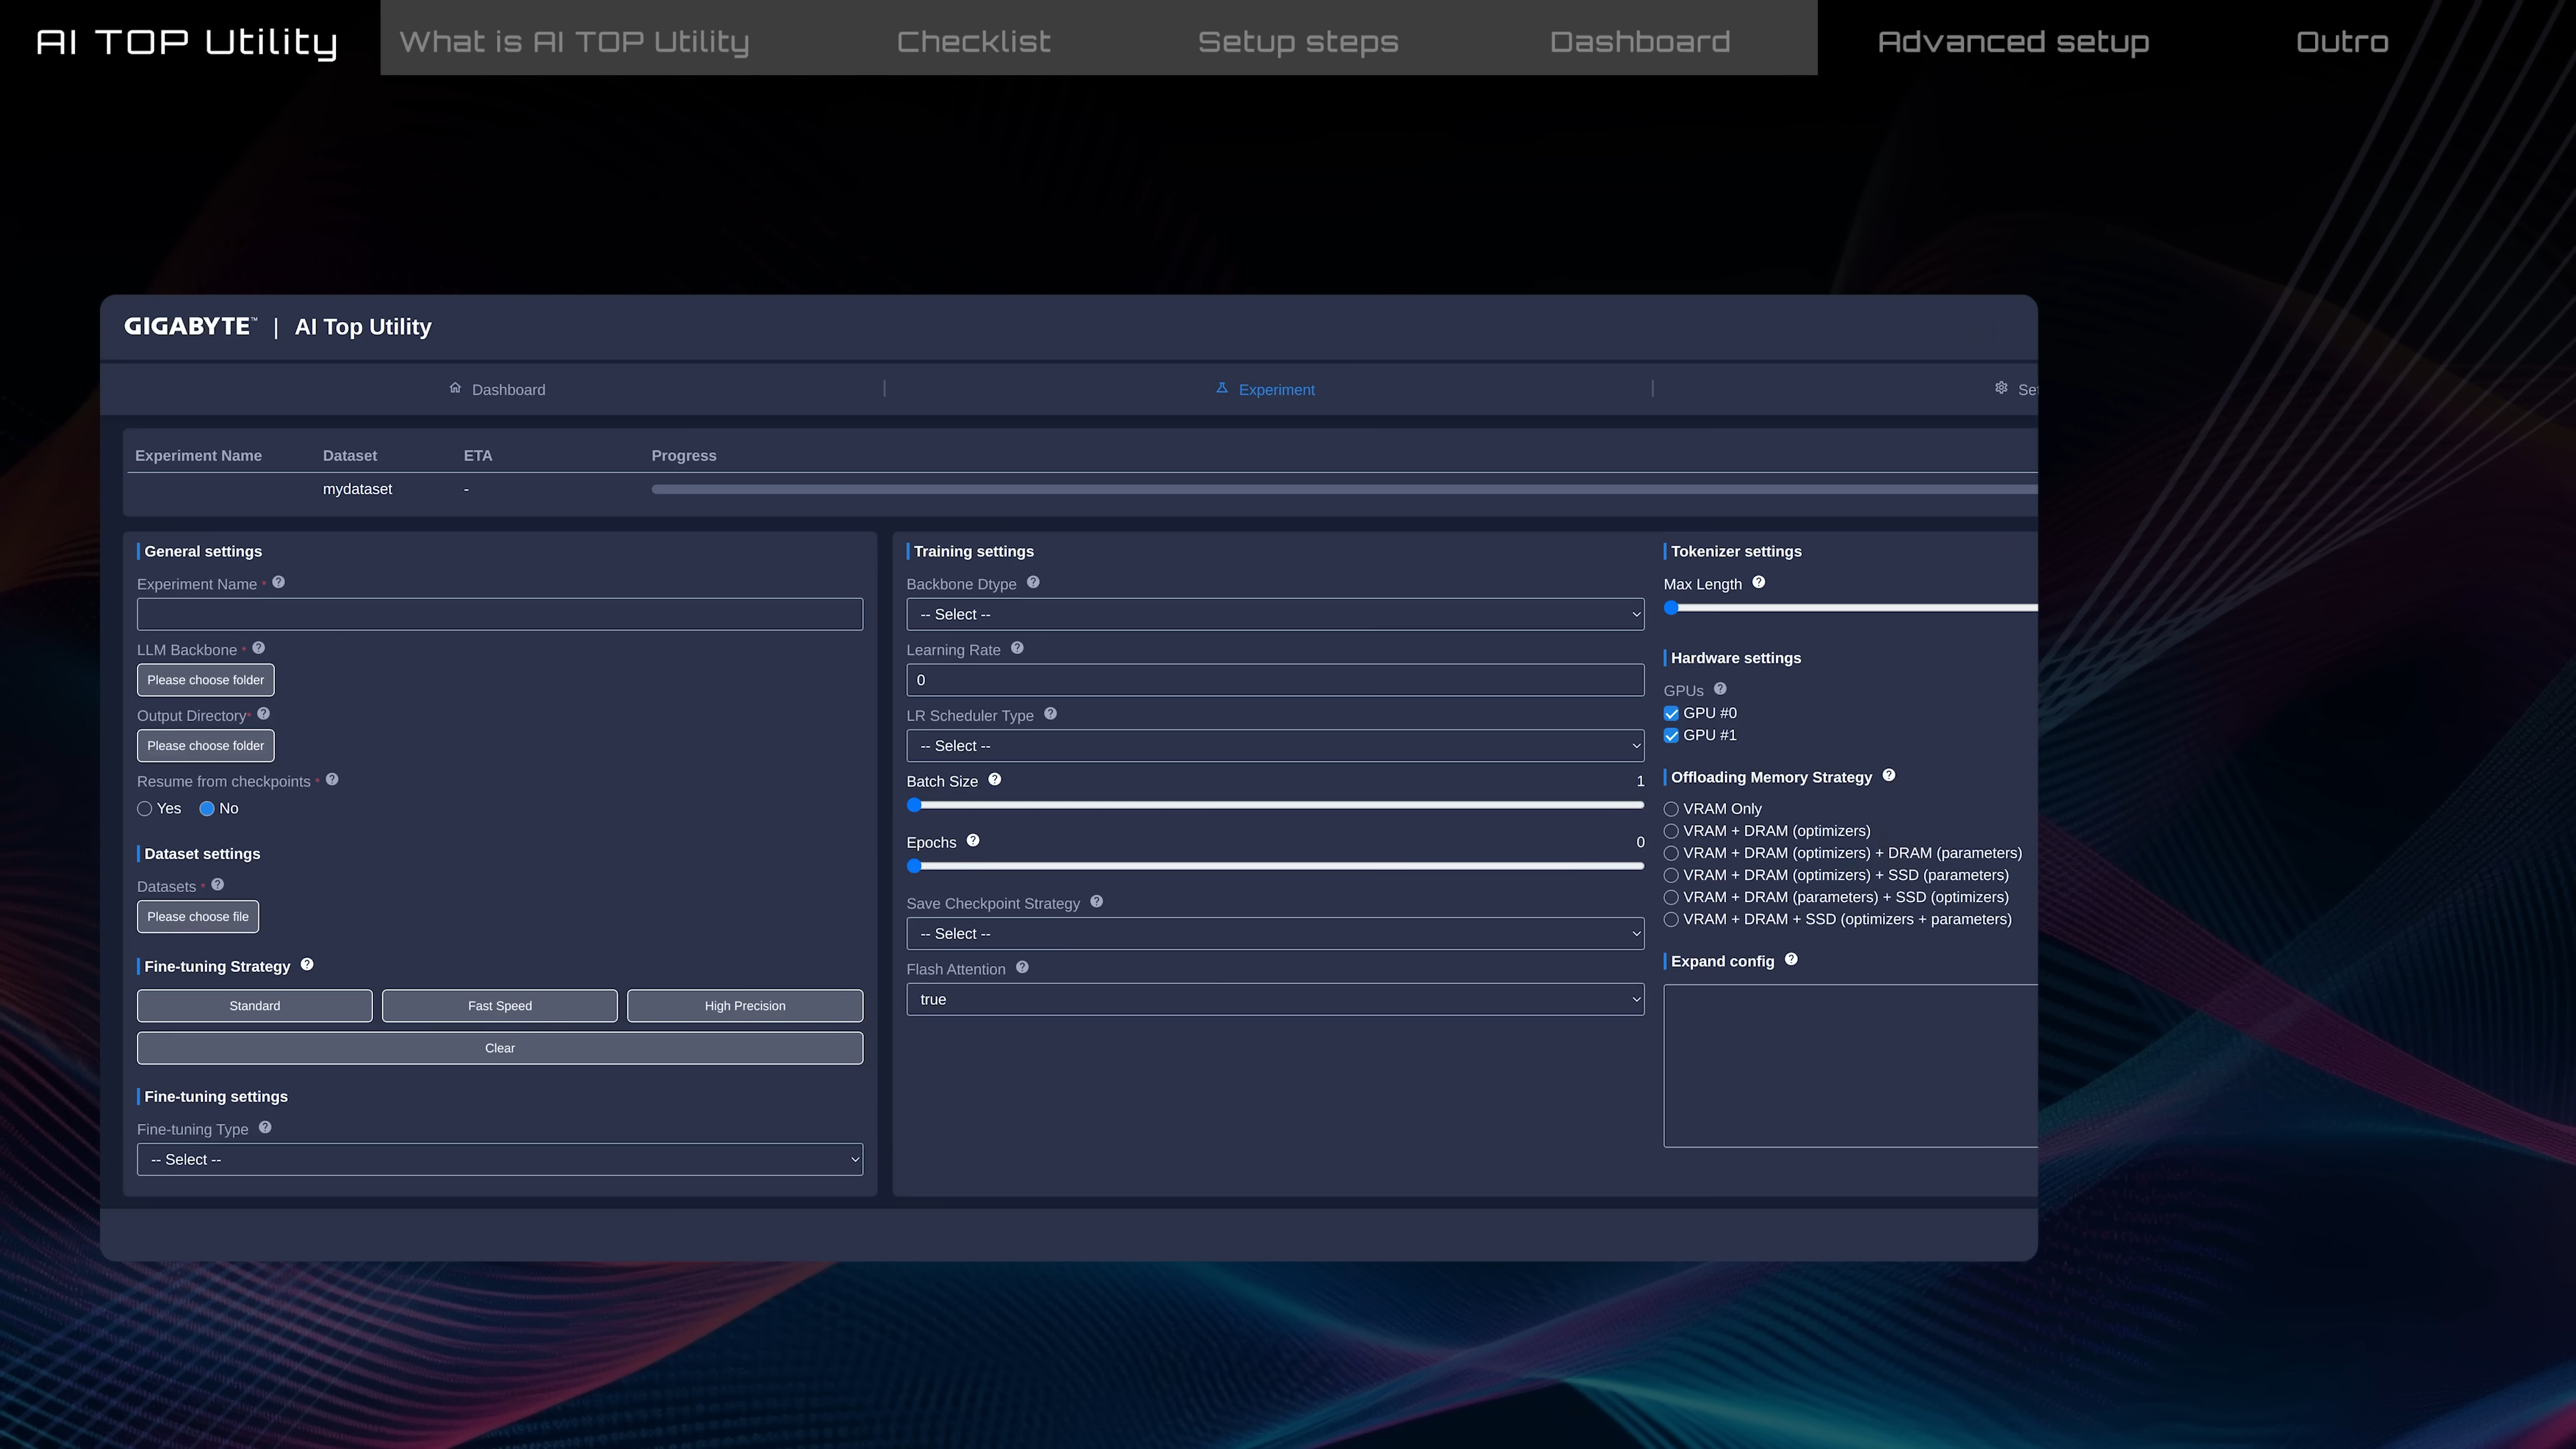 AI TOP Utility What is AI TOP Utility Checklist Setup steps Dashboard Advanced setup Outro
GIGABYTE™ | AI Top Utility
Dashboard | Experiment | Set
Experiment Name Dataset ETA Progress
mydataset -
General settings
Experiment Name *
LLM Backbone *
Please choose folder
Output Directory*
Please choose folder
Resume from checkpoints *
Yes No
Dataset settings
Datasets *
Please choose file
Fine-tuning Strategy
Standard Fast Speed High Precision
Clear
Fine-tuning settings
Fine-tuning Type
-- Select --
Training settings
Backbone Dtype
-- Select --
Learning Rate
0
LR Scheduler Type
-- Select --
Batch Size 1
Epochs 0
Save Checkpoint Strategy
-- Select --
Flash Attention
true
Tokenizer settings
Max Length
Hardware settings
GPUs
GPU #0
GPU #1
Offloading Memory Strategy
VRAM Only
VRAM + DRAM (optimizers)
VRAM + DRAM (optimizers) + DRAM (parameters)
VRAM + DRAM (optimizers) + SSD (parameters)
VRAM + DRAM (parameters) + SSD (optimizers)
VRAM + DRAM + SSD (optimizers + parameters)
Expand config